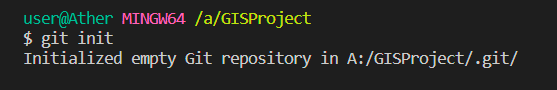 user@Ather MINGW64 /a/GISProject
$ git init
Initialized empty Git repository in A:/GISProject/.git/